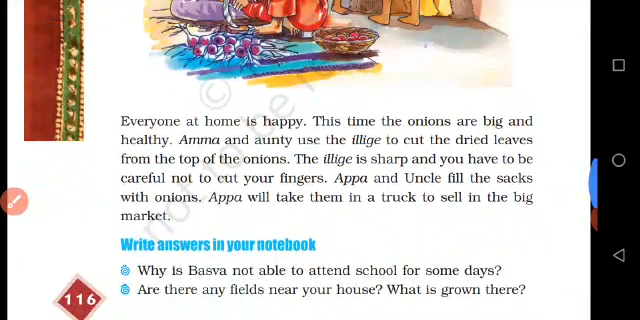 Everyone at home is happy. This time the onions are big and
healthy. Amma and aunty use the illige to cut the dried leaves
from the top of the onions. The illige is sharp and you have to be
careful not to cut your fingers. Appa and Uncle fill the sacks
with onions. Appa will take them in a truck to sell in the big
market.
Write answers in your notebook
Why is Basva not able to attend school for some days?
Are there any fields near your house? What is grown there?
116